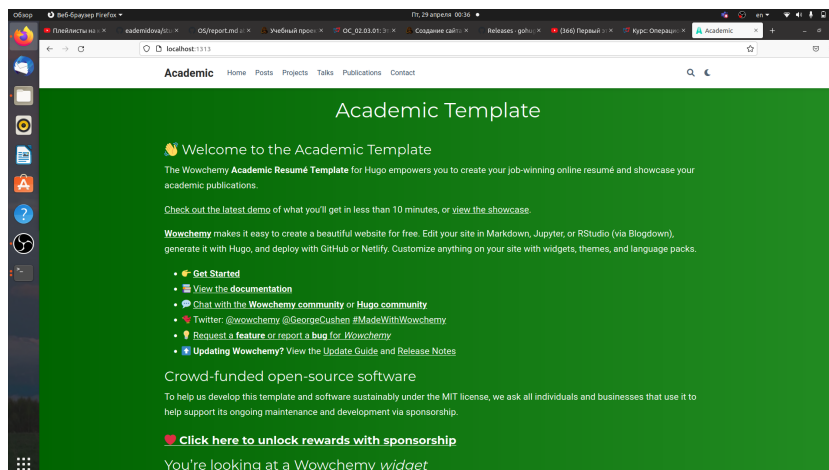 Обзор Веб-браузер Firefox Пт, 29 апреля 00:36 en
Плейлисты на eademidova/stu OS/report.md Учебный проек ОС_02.03.01: Создание сайта Releases · gohug (366) Первый Курс: Операцио Academic
localhost:1313
Academic Home Posts Projects Talks Publications Contact
Academic Template
👋 Welcome to the Academic Template
The Wowchemy Academic Resumé Template for Hugo empowers you to create your job-winning online resumé and showcase your
academic publications.
Check out the latest demo of what you'll get in less than 10 minutes, or view the showcase.
Wowchemy makes it easy to create a beautiful website for free. Edit your site in Markdown, Jupyter, or RStudio (via Blogdown),
generate it with Hugo, and deploy with GitHub or Netlify. Customize anything on your site with widgets, themes, and language packs.
• 👉 Get Started
• 📚 View the documentation
• 💬 Chat with the Wowchemy community or Hugo community
• 🐦 Twitter: @wowchemy @GeorgeCushen #MadeWithWowchemy
• 💡 Request a feature or report a bug for Wowchemy
• ⬆️ Updating Wowchemy? View the Update Guide and Release Notes
Crowd-funded open-source software
To help us develop this template and software sustainably under the MIT license, we ask all individuals and businesses that use it to
help support its ongoing maintenance and development via sponsorship.
❤️ Click here to unlock rewards with sponsorship
You're looking at a Wowchemy widget